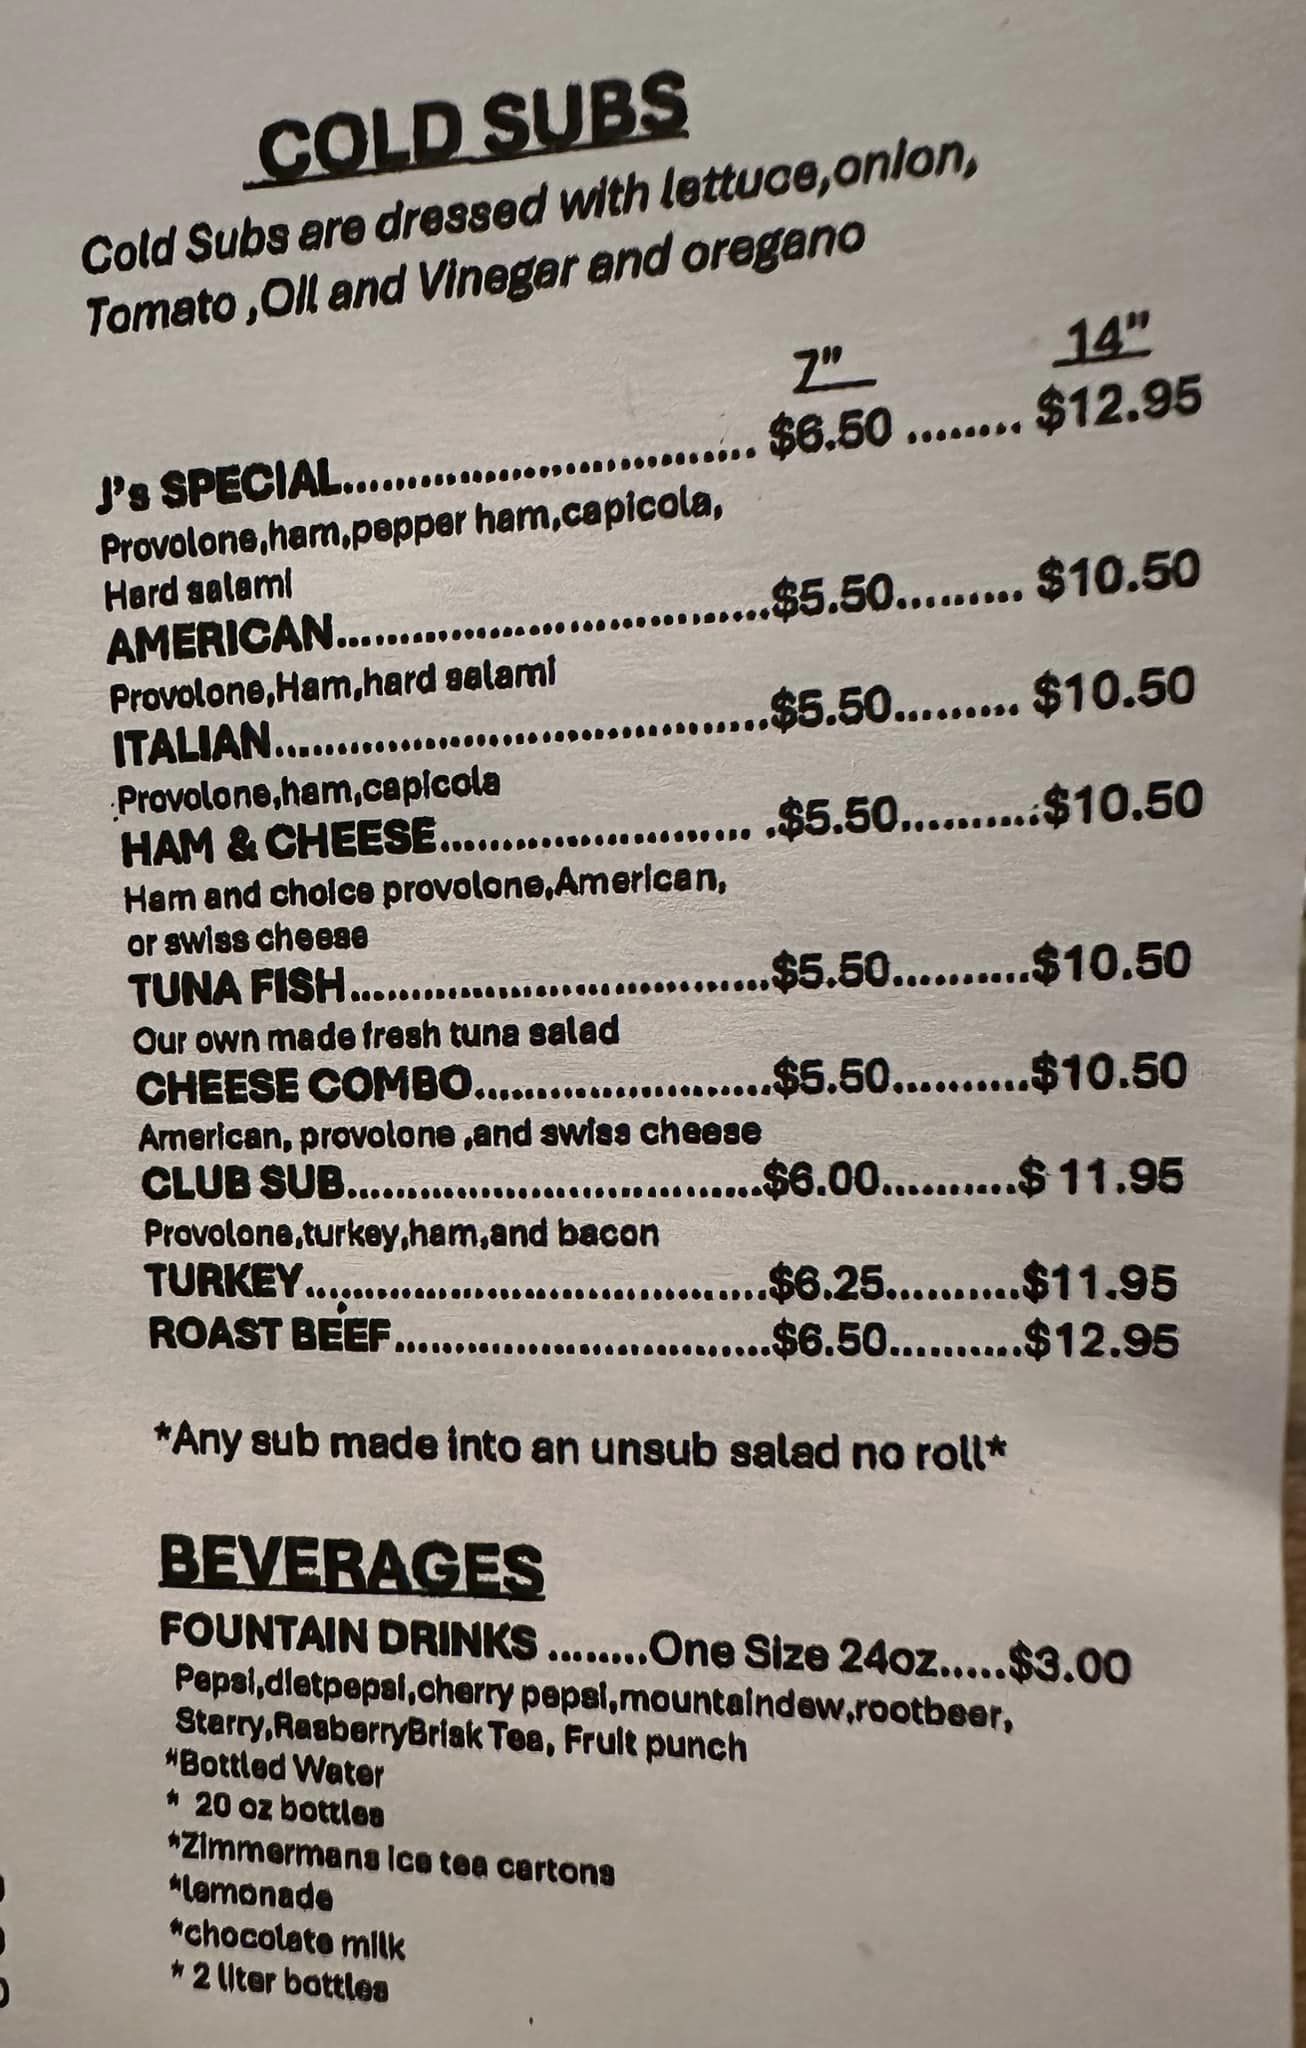 COLD SUBS
Cold Subs are dressed with lettuce,onion,
Tomato ,Oil and Vinegar and oregano
7" 14"
J's SPECIAL................................. $6.50 ........ $12.95
Provolone,ham,pepper ham,capicola,
Hard salami
AMERICAN...................................$5.50......... $10.50
Provolone,Ham,hard salami
ITALIAN........................................$5.50......... $10.50
Provolone,ham,capicola
HAM & CHEESE......................... .$5.50...........$10.50
Ham and choice provolone,American,
or swiss cheese
TUNA FISH..................................$5.50...........$10.50
Our own made fresh tuna salad
CHEESE COMBO........................$5.50...........$10.50
American, provolone ,and swiss cheese
CLUB SUB..................................$6.00...........$ 11.95
Provolone,turkey,ham,and bacon
TURKEY......................................$6.25...........$11.95
ROAST BEEF...............................$6.50...........$12.95
*Any sub made into an unsub salad no roll*
BEVERAGES
FOUNTAIN DRINKS ........One Size 24oz.....$3.00
Pepsi,dietpepsi,cherry pepsi,mountaindew,rootbeer,
Starry,RasberryBrisk Tea, Fruit punch
*Bottled Water
* 20 oz bottles
*Zimmermans ice tea cartons
*lemonade
*chocolate milk
* 2 liter bottles